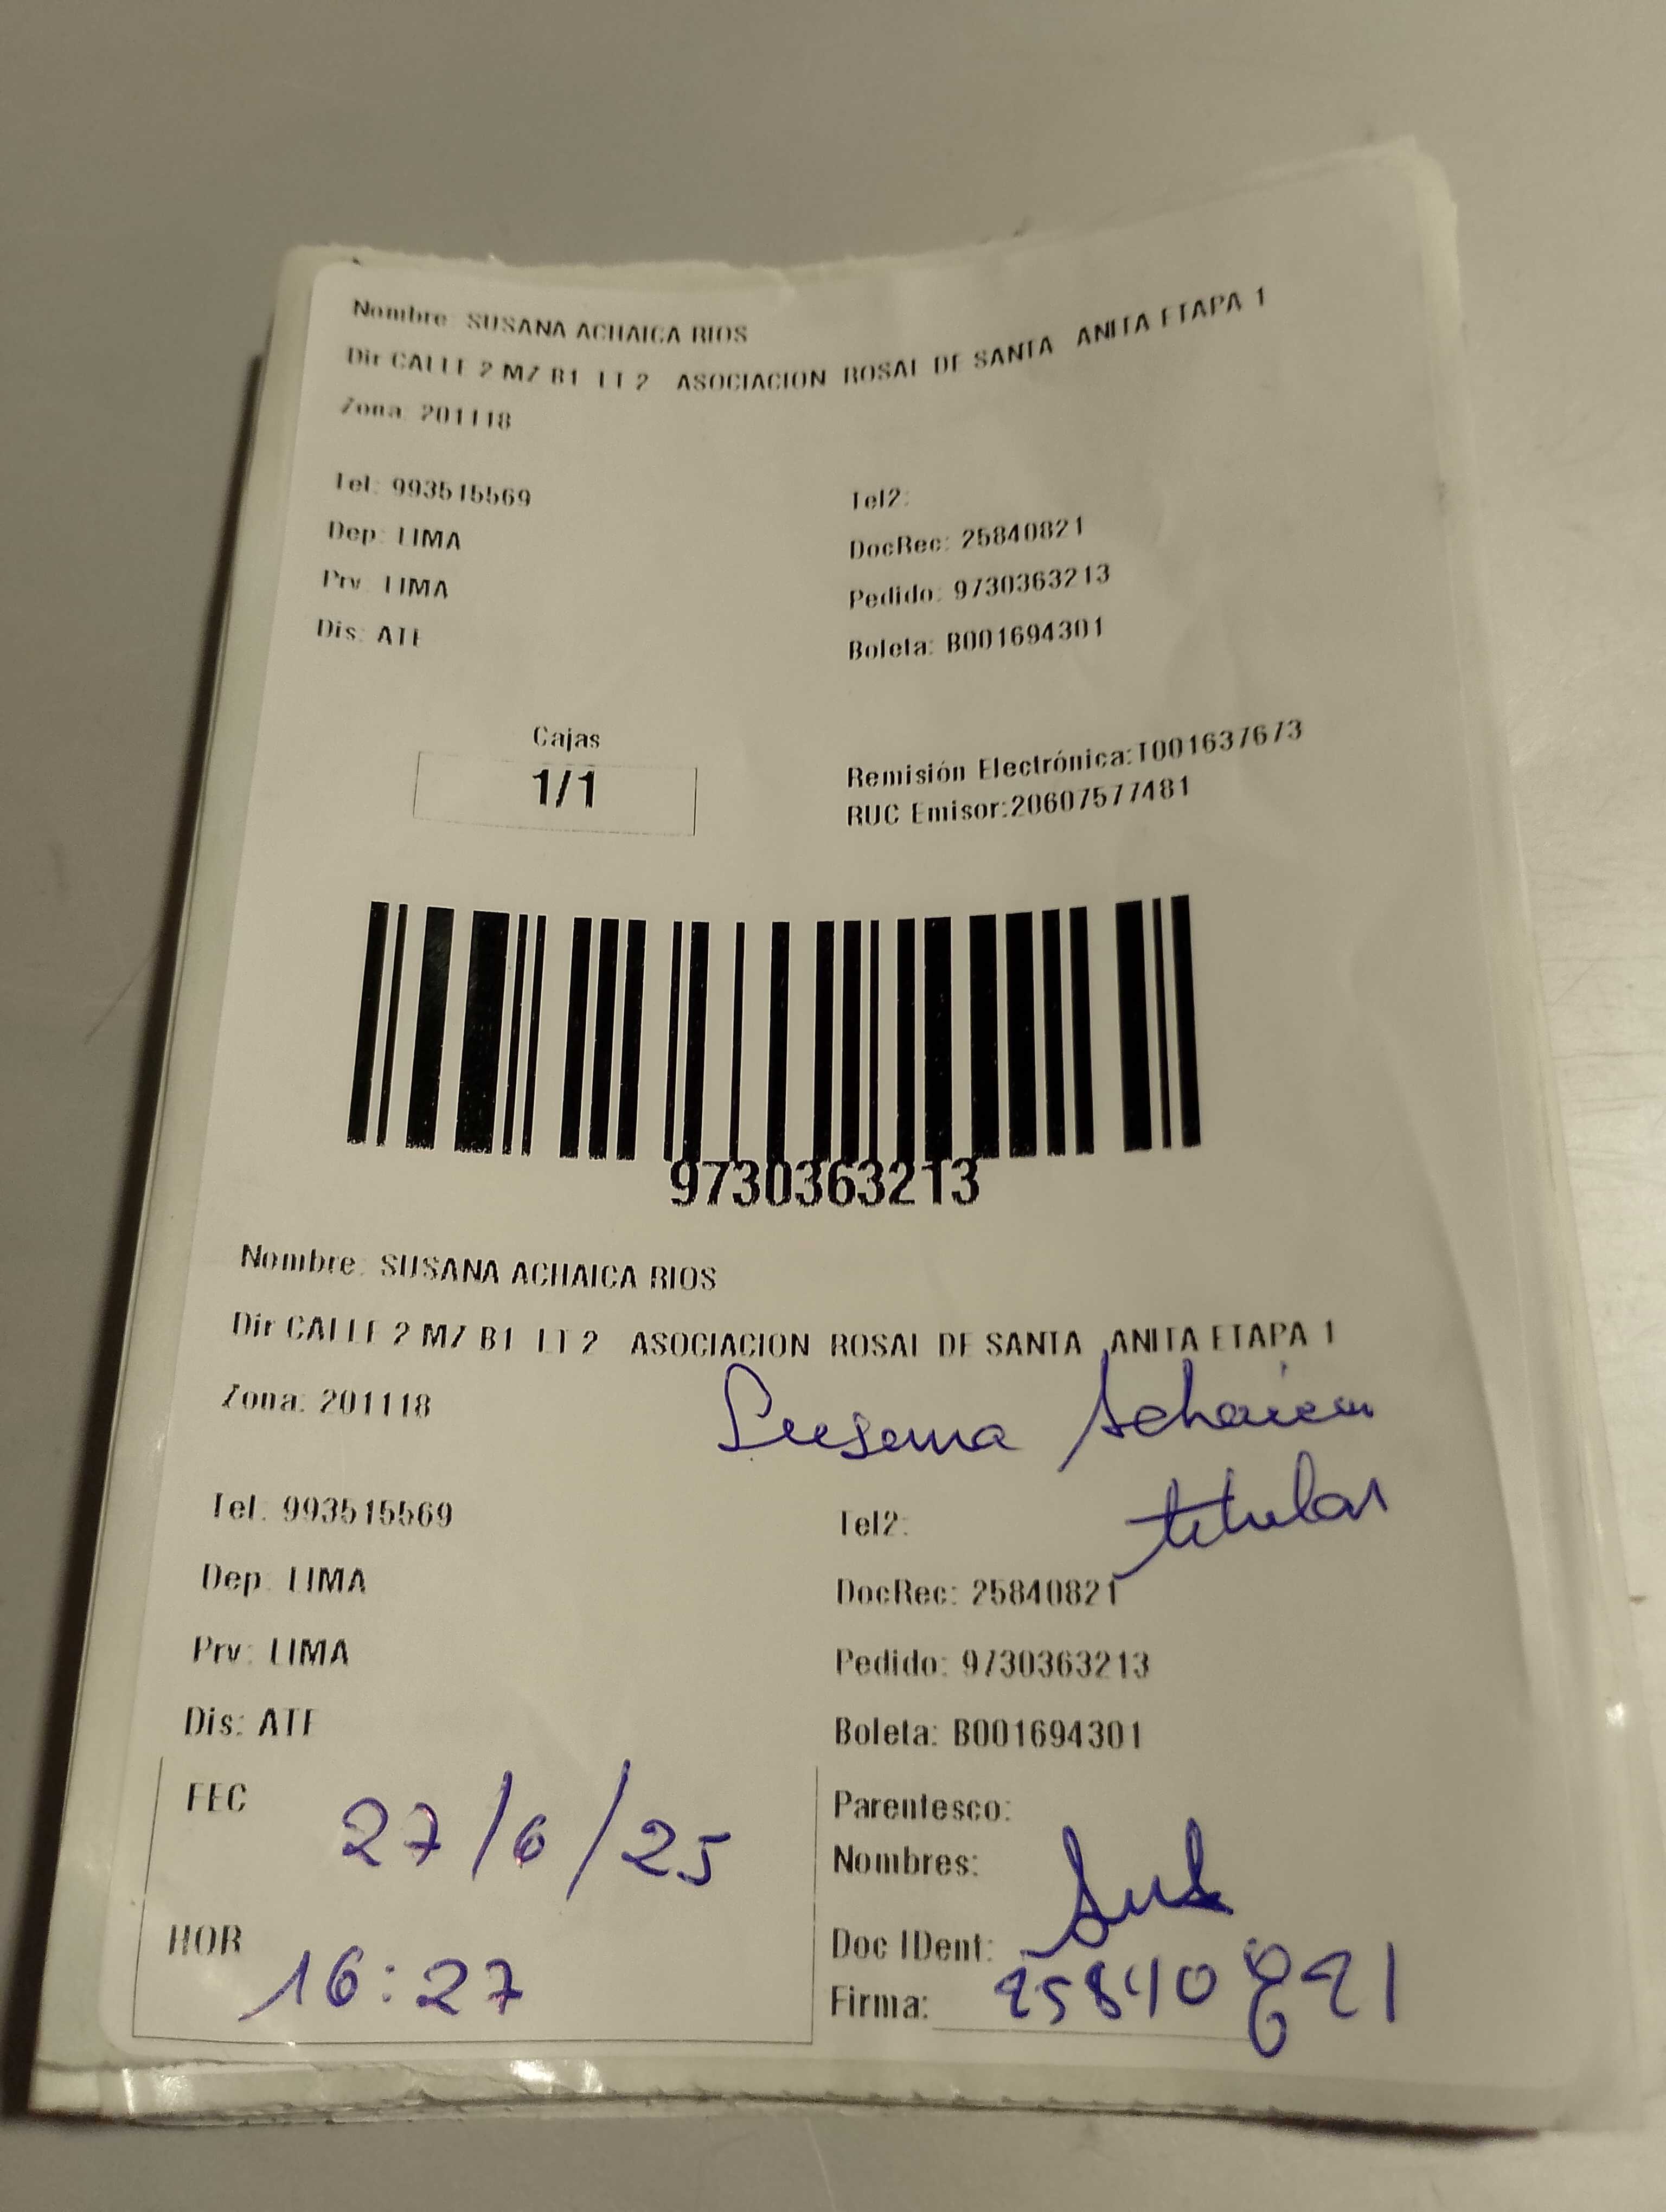 Nombre: SUSANA ACHAICA RIOS
Dir CALLE 2 MZ B1 LT 2 ASOCIACION ROSAL DE SANTA ANITA ETAPA 1
Zona: 201118
Tel: 993515569 Tel2:
Dep: LIMA DocRec: 25840821
Prv: LIMA Pedido: 9730363213
Dis: ATE Boleta: B001694301
Cajas
1/1
Remisión Electrónica:T001637673
RUC Emisor:20607577481
9730363213
Nombre: SUSANA ACHAICA RIOS
Dir CALLE 2 MZ B1 LT 2 ASOCIACION ROSAL DE SANTA ANITA ETAPA 1
Zona: 201118
Susana Achaica
titular
Tel: 993515569 Tel2:
Dep: LIMA DocRec: 25840821
Prv: LIMA Pedido: 9730363213
Dis: ATE Boleta: B001694301
FEC 27/6/25
HOR 16:27
Parentesco:
Nombres:
Doc IDent:
Firma: 25840821